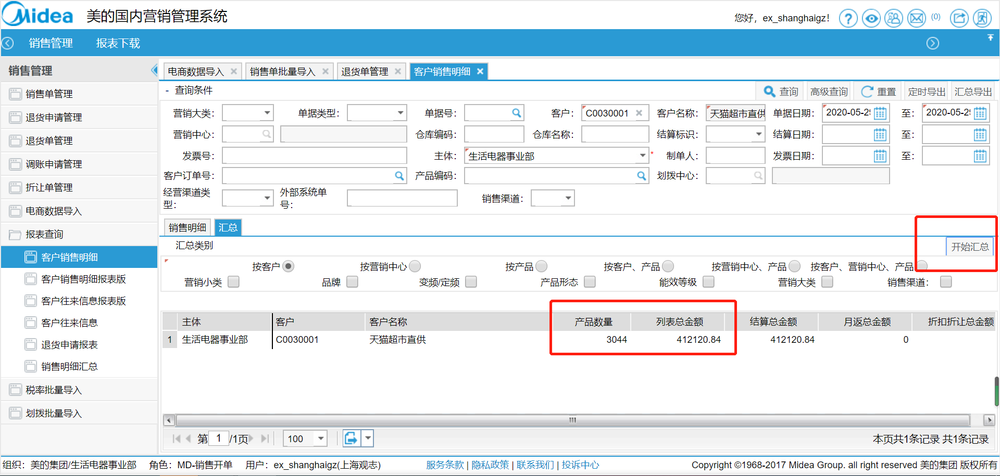 Midea 美的国内营销管理系统 您好，ex_shanghaigz! (0)
销售管理 报表下载
销售管理
销售单管理
退货申请管理
退货单管理
调账申请管理
折让单管理
电商数据导入
报表查询
客户销售明细
客户销售明细报表版
客户往来信息报表版
客户往来信息
退货申请报表
销售明细汇总
税率批量导入
划拨批量导入
电商数据导入 × 销售单批量导入 × 退货单管理 × 客户销售明细 ×
- 查询条件 查询 高级查询 重置 定时导出 汇总导出
营销大类： 单据类型： 单据号： 客户： C0030001 × 客户名称： 天猫超市直供 单据日期： 2020-05-29 至： 2020-05-29
营销中心： 仓库编码： 仓库名称： 结算标识： 结算日期： 至：
发票号： 主体： 生活电器事业部 * 制单人： 发票日期： 至：
客户订单号： 产品编码： 划拨中心：
经营渠道类型： 外部系统单号： 销售渠道：
销售明细 汇总
汇总类别 开始汇总
按客户 按营销中心 按产品 按客户、产品 按营销中心、产品 按客户、营销中心、产品
营销小类 品牌 变频/定频 产品形态 能效等级 营销大类 销售渠道：
主体 客户 客户名称 产品数量 列表总金额 结算总金额 月返总金额 折扣折让总金额
1 生活电器事业部 C0030001 天猫超市直供 3044 412120.84 412120.84 0
第 1 /1页 100 本页共1条记录 共1条记录
组织：美的集团/生活电器事业部 角色：MD-销售开单 用户：ex_shanghaigz(上海观志) 服务条款 | 隐私政策 | 联系我们 | 投诉中心 Copyright ©1968-2017 Midea Group. all right reserved 美的集团 版权所有